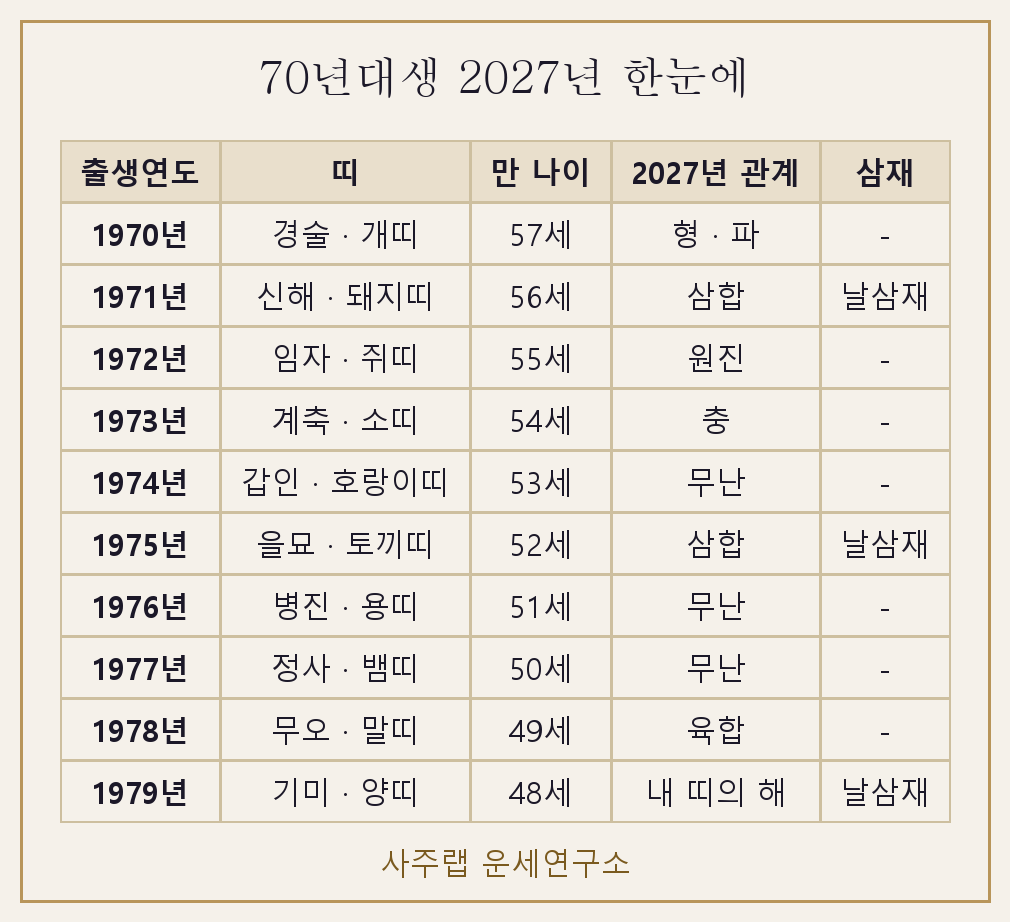 70년대생 2027년 한눈에
출생연도 띠 만 나이 2027년 관계 삼재
1970년 경술 · 개띠 57세 형 · 파 -
1971년 신해 · 돼지띠 56세 삼합 날삼재
1972년 임자 · 쥐띠 55세 원진 -
1973년 계축 · 소띠 54세 충 -
1974년 갑인 · 호랑이띠 53세 무난 -
1975년 을묘 · 토끼띠 52세 삼합 날삼재
1976년 병진 · 용띠 51세 무난 -
1977년 정사 · 뱀띠 50세 무난 -
1978년 무오 · 말띠 49세 육합 -
1979년 기미 · 양띠 48세 내 띠의 해 날삼재
사주랩 운세연구소